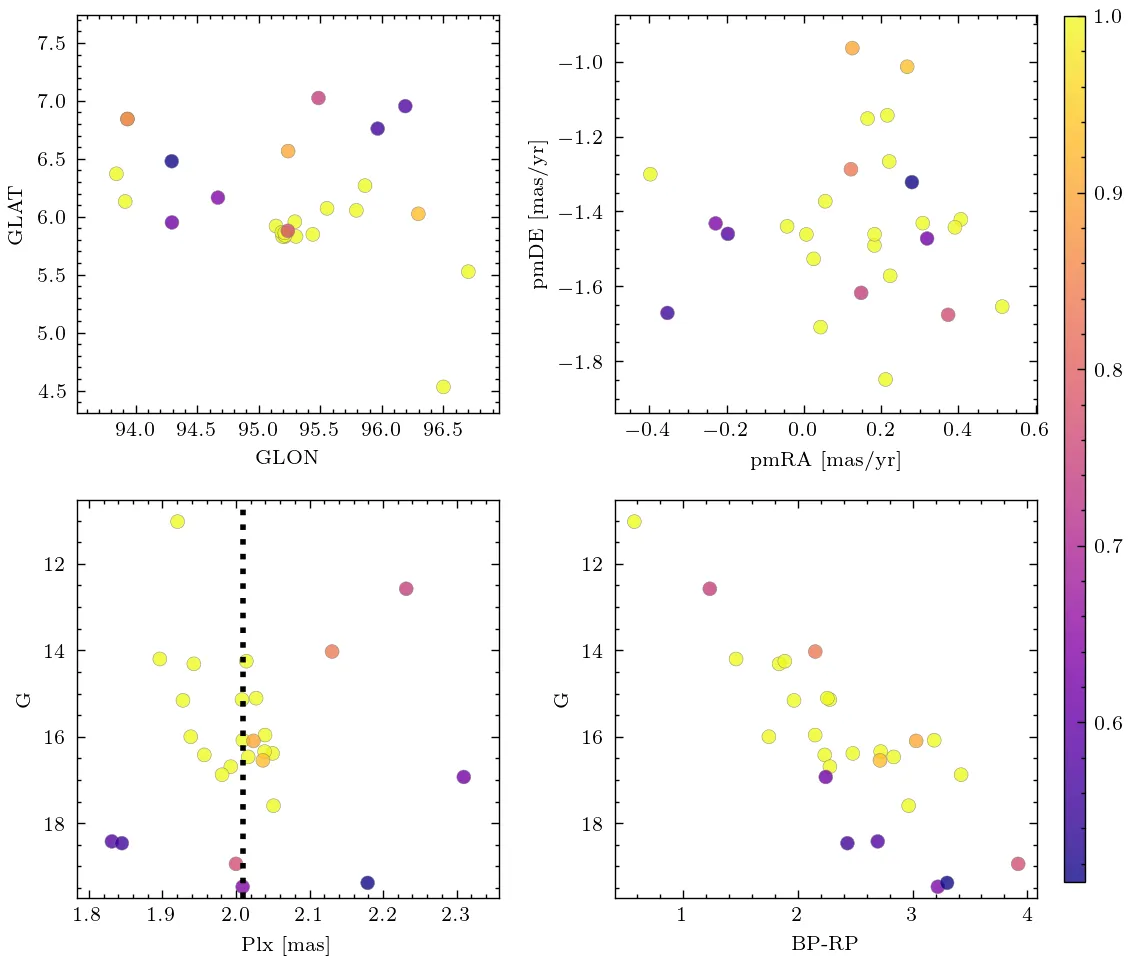 7.5
7.0
6.5
6.0
5.5
5.0
4.5
GLAT
94.0 94.5 95.0 95.5 96.0 96.5
GLON
−1.0
−1.2
−1.4
−1.6
−1.8
pmDE [mas/yr]
−0.4 −0.2 0.0 0.2 0.4 0.6
pmRA [mas/yr]
1.0
0.9
0.8
0.7
0.6
12
14
16
18
G
1.8 1.9 2.0 2.1 2.2 2.3
Plx [mas]
12
14
16
18
G
1 2 3 4
BP-RP